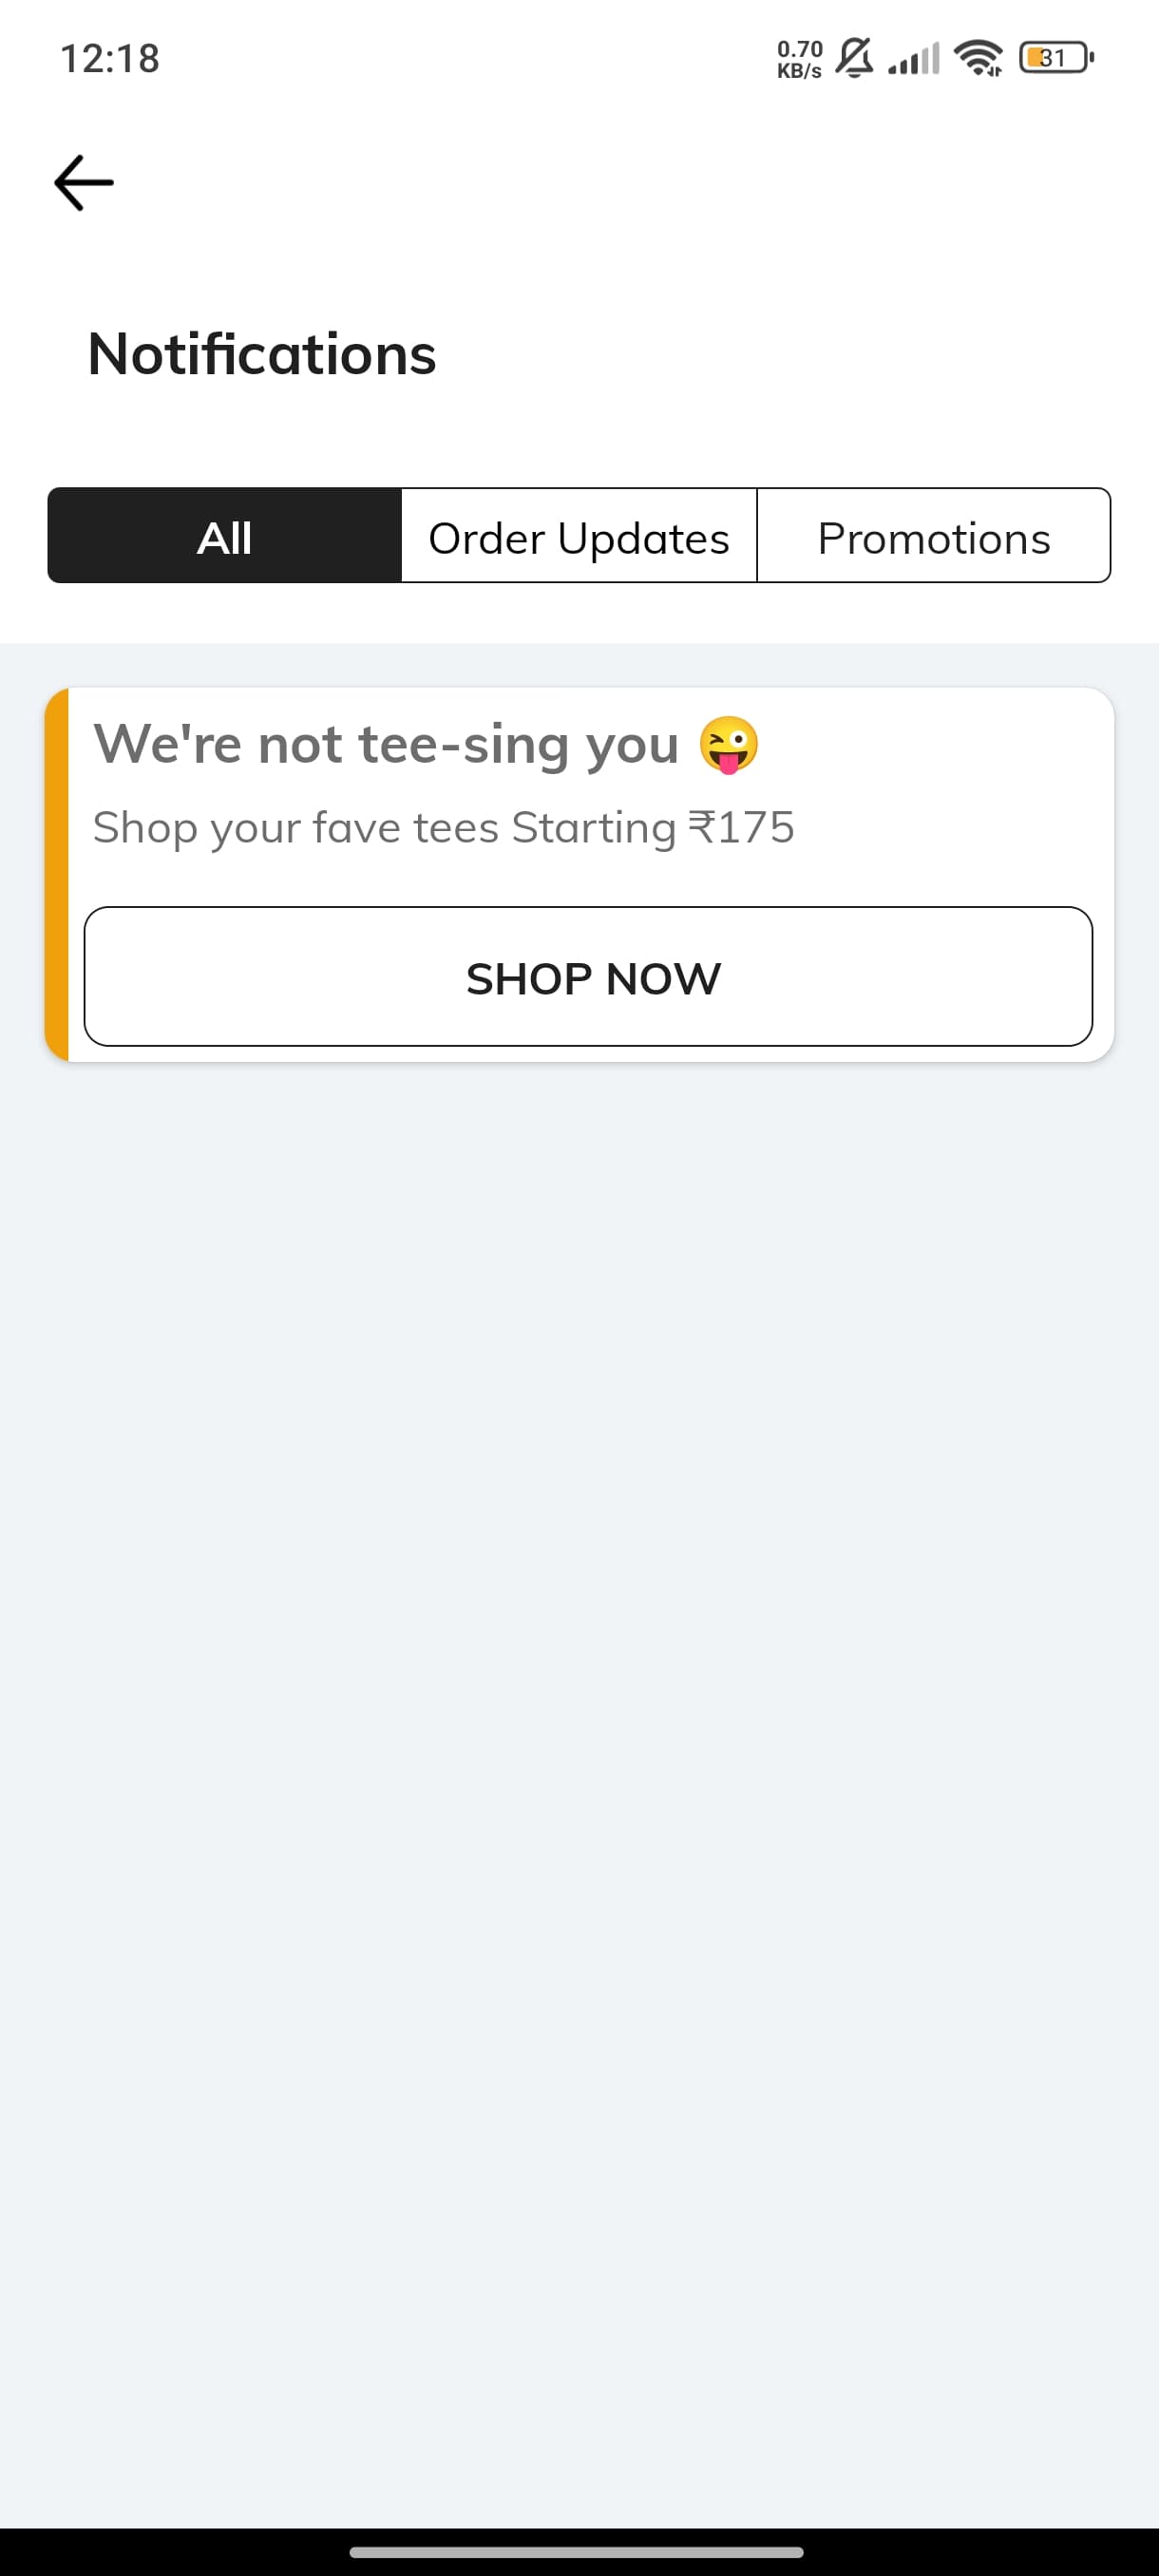 12:18
0.70
KB/s
31
Notifications
All
Order Updates
Promotions
We're not tee-sing you 😜
Shop your fave tees Starting ₹175
SHOP NOW